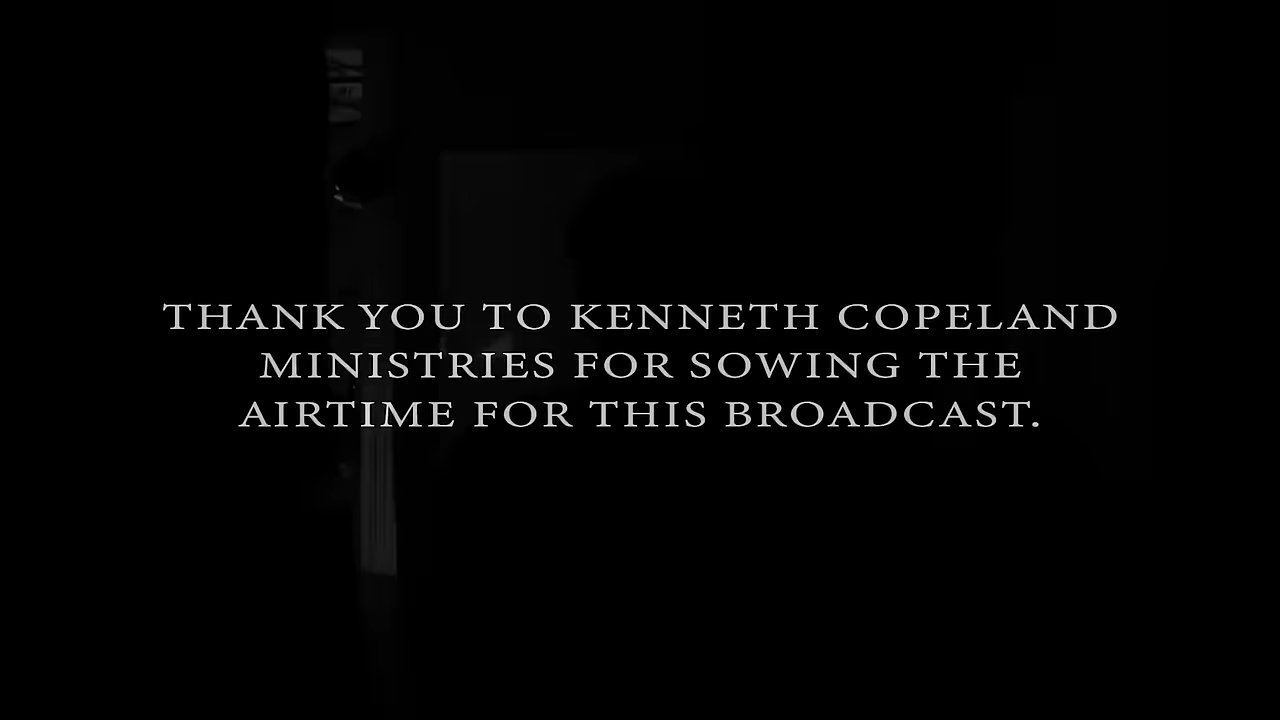 THANK YOU TO KENNETH COPELAND
MINISTRIES FOR SOWING THE
AIRTIME FOR THIS BROADCAST.